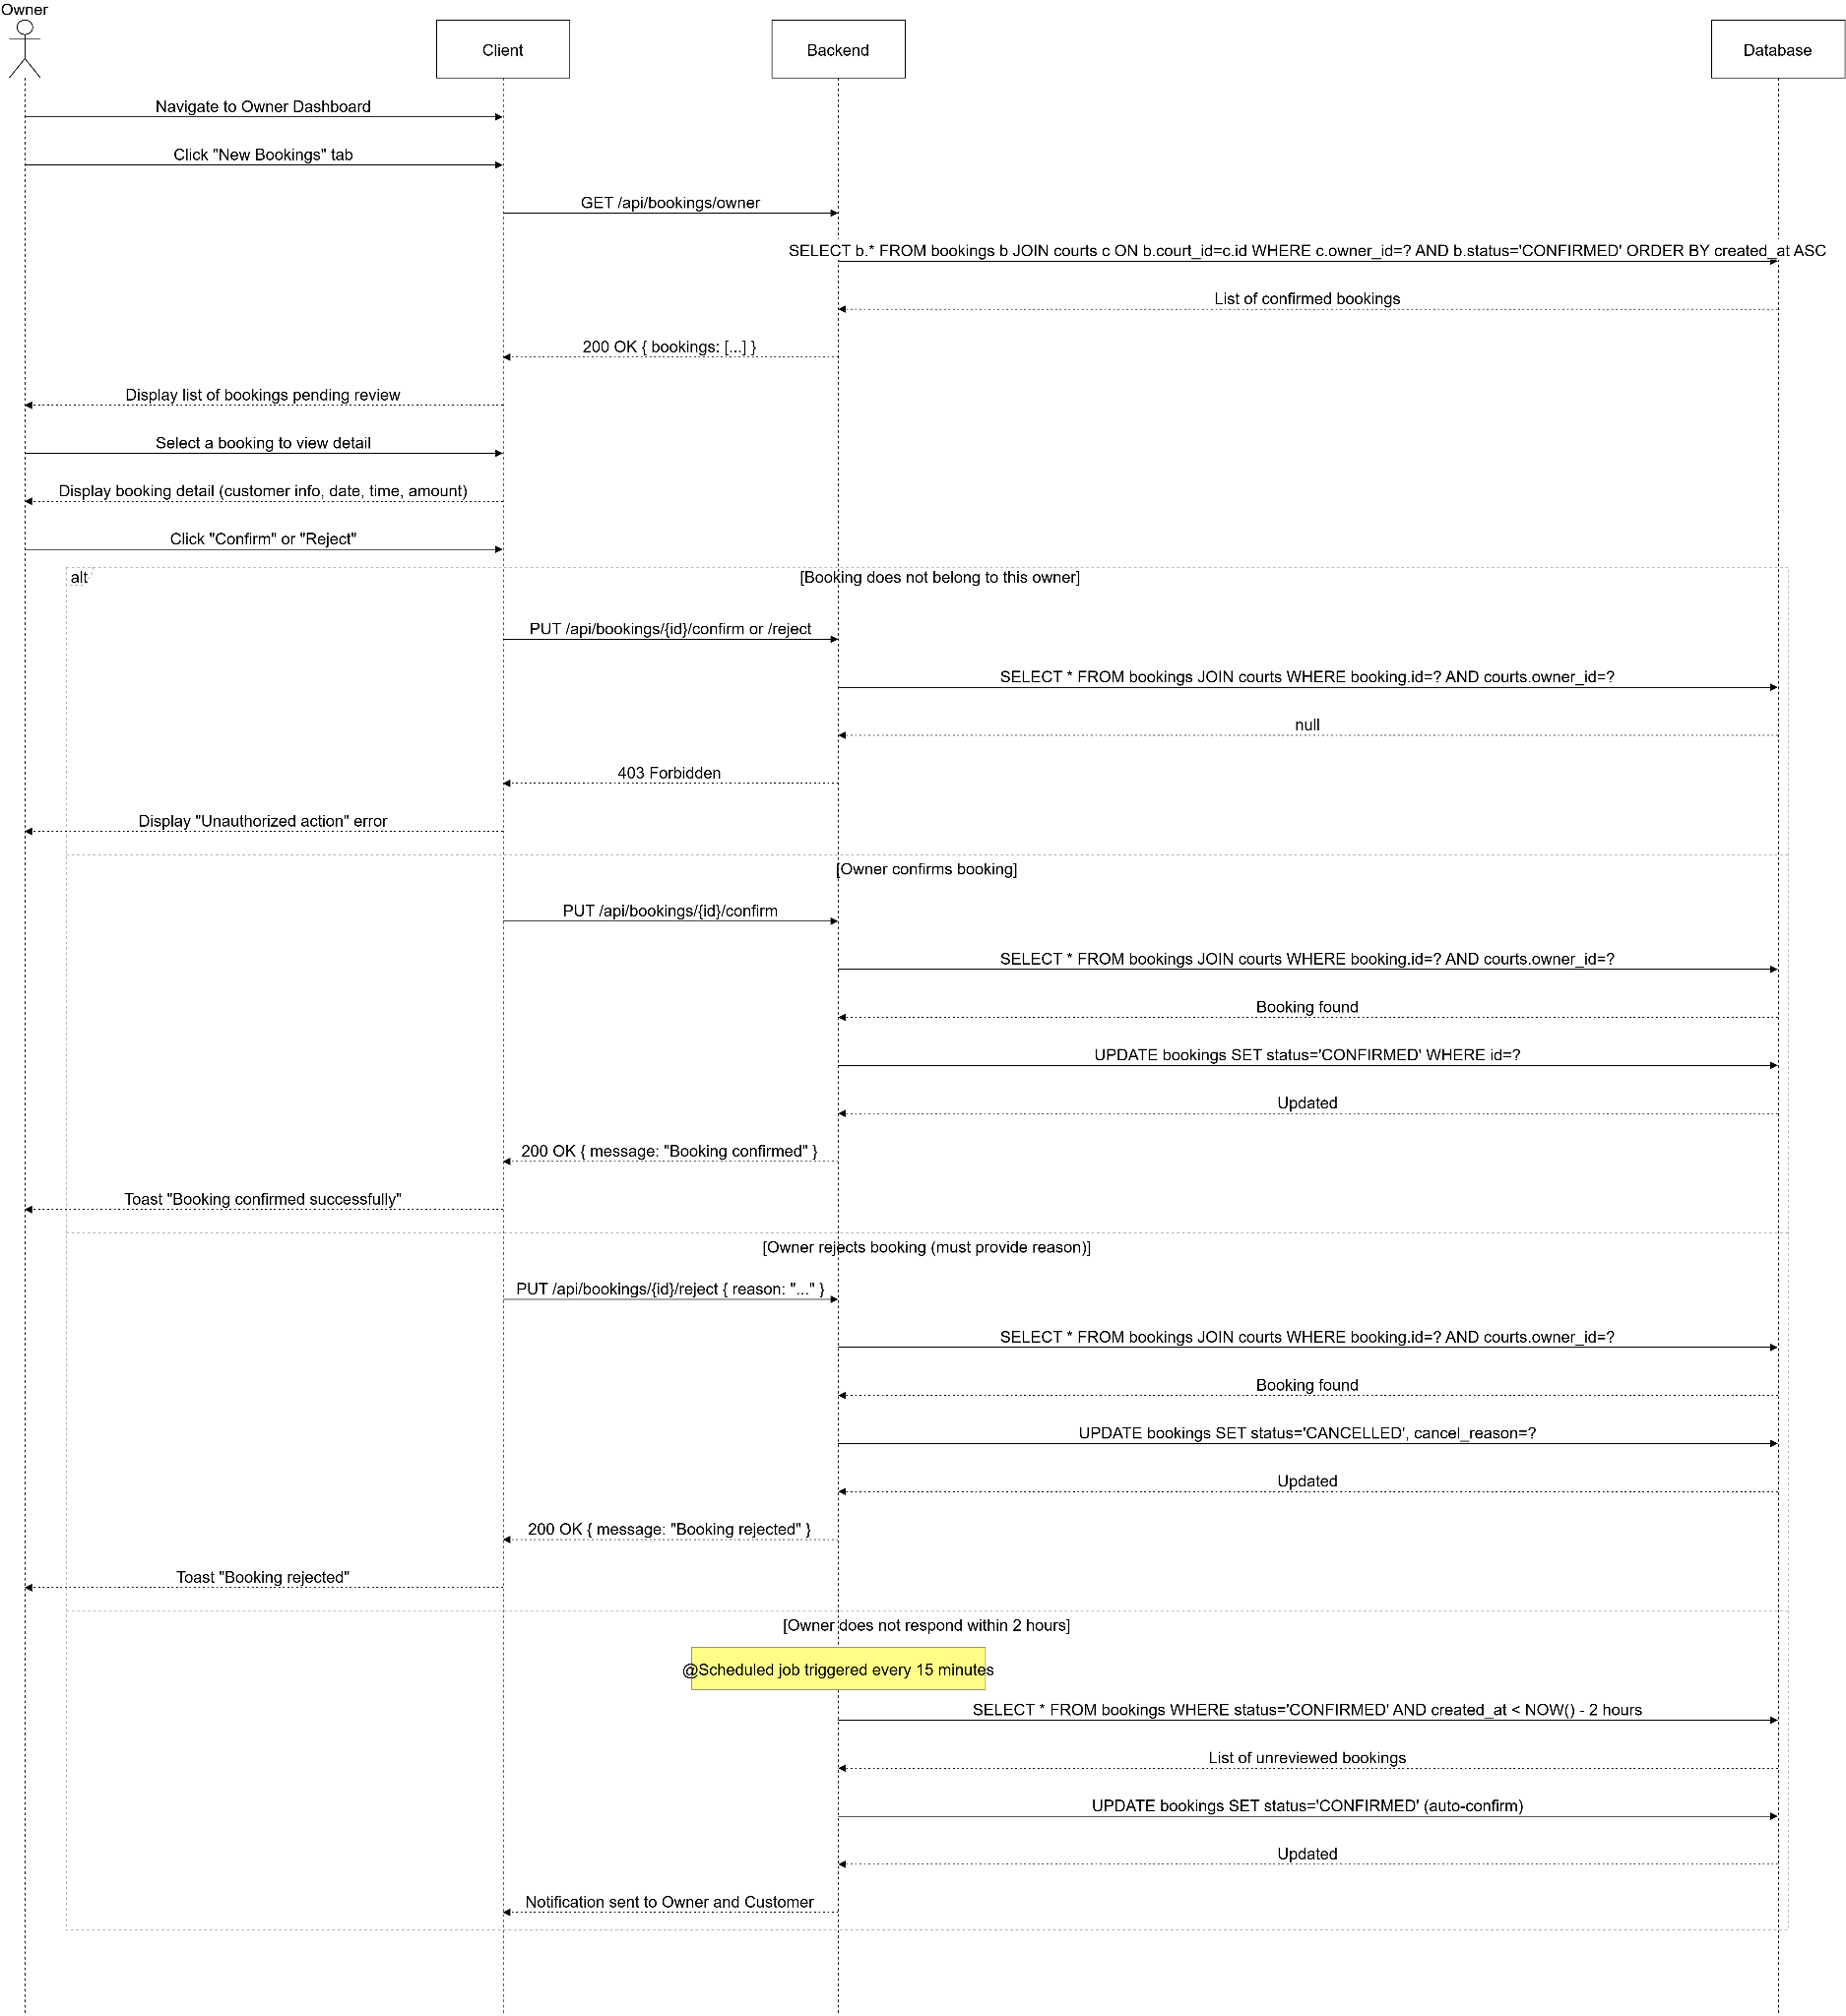 Owner
Client
Backend
Database
Navigate to Owner Dashboard
Click "New Bookings" tab
GET /api/bookings/owner
SELECT b.* FROM bookings b JOIN courts c ON b.court_id=c.id WHERE c.owner_id=? AND b.status='CONFIRMED' ORDER BY created_at ASC
List of confirmed bookings
200 OK { bookings: [...] }
Display list of bookings pending review
Select a booking to view detail
Display booking detail (customer info, date, time, amount)
Click "Confirm" or "Reject"
alt
[Booking does not belong to this owner]
PUT /api/bookings/{id}/confirm or /reject
SELECT * FROM bookings JOIN courts WHERE booking.id=? AND courts.owner_id=?
null
403 Forbidden
Display "Unauthorized action" error
[Owner confirms booking]
PUT /api/bookings/{id}/confirm
SELECT * FROM bookings JOIN courts WHERE booking.id=? AND courts.owner_id=?
Booking found
UPDATE bookings SET status='CONFIRMED' WHERE id=?
Updated
200 OK { message: "Booking confirmed" }
Toast "Booking confirmed successfully"
[Owner rejects booking (must provide reason)]
PUT /api/bookings/{id}/reject { reason: "..." }
SELECT * FROM bookings JOIN courts WHERE booking.id=? AND courts.owner_id=?
Booking found
UPDATE bookings SET status='CANCELLED', cancel_reason=?
Updated
200 OK { message: "Booking rejected" }
Toast "Booking rejected"
[Owner does not respond within 2 hours]
@Scheduled job triggered every 15 minutes
SELECT * FROM bookings WHERE status='CONFIRMED' AND created_at < NOW() - 2 hours
List of unreviewed bookings
UPDATE bookings SET status='CONFIRMED' (auto-confirm)
Updated
Notification sent to Owner and Customer